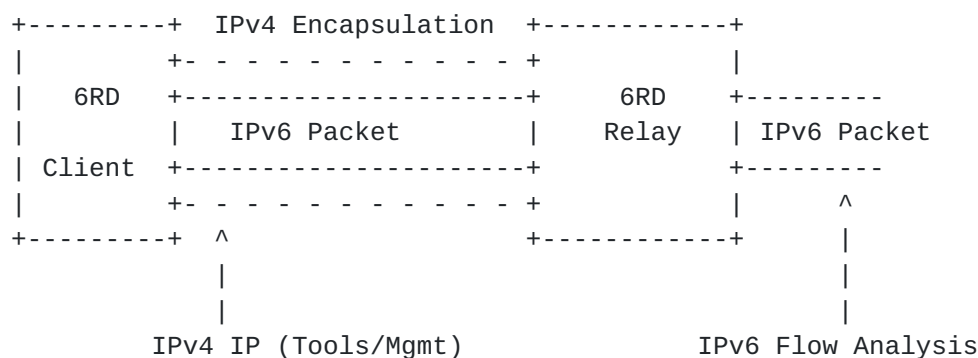 IPv4 Encapsulation
6RD 6RD
IPv6 Packet Relay IPv6 Packet
Client
IPv4 IP (Tools/Mgmt) IPv6 Flow Analysis